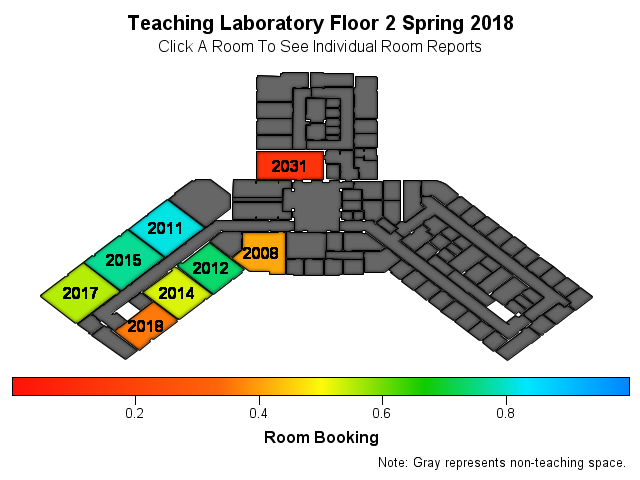 Teaching Laboratory Floor 2 Spring 2018
Click A Room To See Individual Room Reports
2031
2011
2008
2015
2012
2017
2014
2018
0.2 0.4 0.6 0.8
Room Booking
Note: Gray represents non-teaching space.